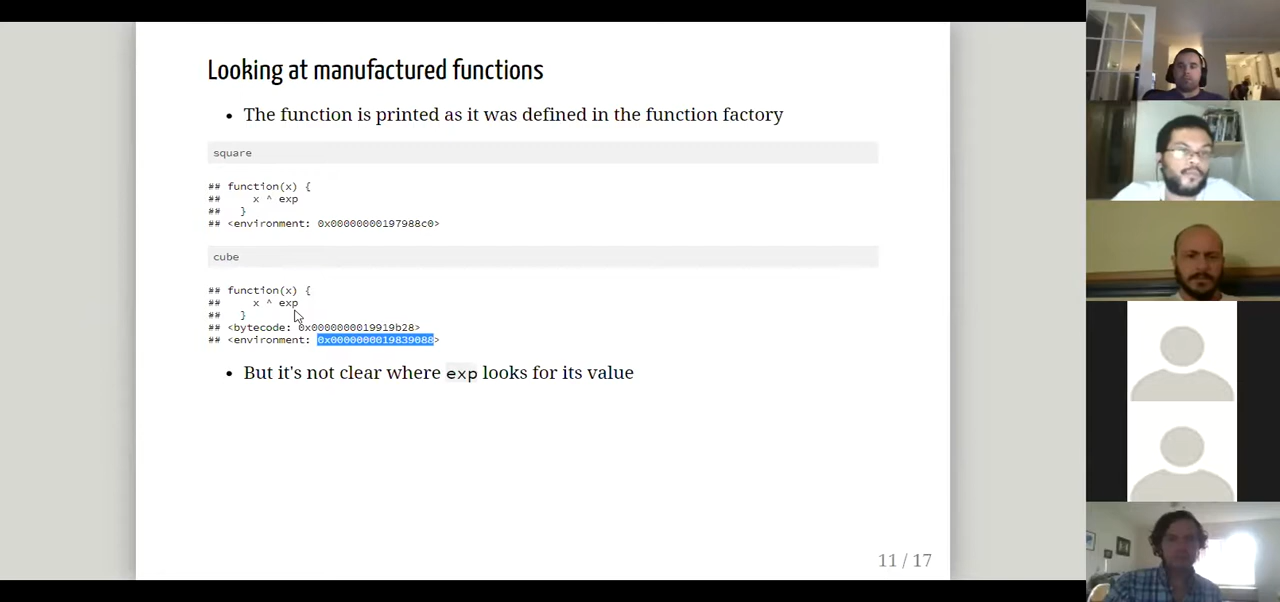 Looking at manufactured functions
• The function is printed as it was defined in the function factory
square
## function(x) {
##     x ^ exp
##   }
## <environment: 0x00000000197988c0>
cube
## function(x) {
##     x ^ exp
##   }
## <bytecode: 0x0000000019919b28>
## <environment: 0x0000000019839088>
• But it's not clear where exp looks for its value
11 / 17